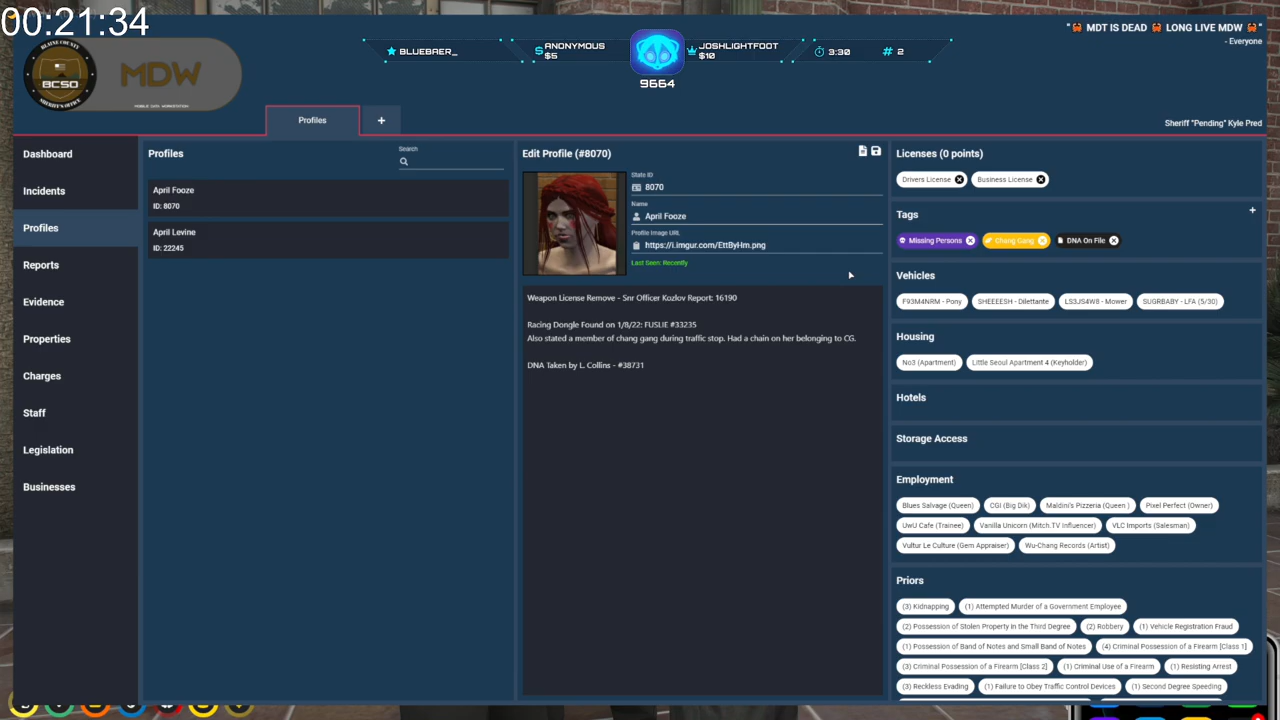 00:21:34
BLAINE COUNTY
BCSO
SHERIFF'S OFFICE
MDW
MOBILE DATA WORKSTATION
BLUEBAER_
ANONYMOUS
$5
9664
JOSHLIGHTFOOT
$10
3:30
# 2
" MDT IS DEAD LONG LIVE MDW "
- Everyone
Profiles
+
Sheriff "Pending" Kyle Pred
Dashboard
Incidents
Profiles
Reports
Evidence
Properties
Charges
Staff
Legislation
Businesses
Profiles
Search
April Fooze
ID: 8070
April Levine
ID: 22245
Edit Profile (#8070)
State ID
8070
Name
April Fooze
Profile Image URL
https://i.imgur.com/EttByHm.png
Last Seen: Recently
Weapon License Remove - Snr Officer Kozlov Report: 16190
Racing Dongle Found on 1/8/22: FUSLIE #33235
Also stated a member of chang gang during traffic stop. Had a chain on her belonging to CG.
DNA Taken by L. Collins - #38731
Licenses (0 points)
Drivers License
Business License
Tags
+
Missing Persons
Chang Gang
DNA On File
Vehicles
F93M4NRM - Pony
SHEEEESH - Dilettante
LS3JS4W8 - Mower
SUGRBABY - LFA (5/30)
Housing
No3 (Apartment)
Little Seoul Apartment 4 (Keyholder)
Hotels
Storage Access
Employment
Blues Salvage (Queen)
CGI (Big Dik)
Maldini's Pizzeria (Queen )
Pixel Perfect (Owner)
UwU Cafe (Trainee)
Vanilla Unicorn (Mitch.TV Influencer)
VLC Imports (Salesman)
Vultur Le Culture (Gem Appraiser)
Wu-Chang Records (Artist)
Priors
(3) Kidnapping
(1) Attempted Murder of a Government Employee
(2) Possession of Stolen Property in the Third Degree
(2) Robbery
(1) Vehicle Registration Fraud
(1) Possession of Band of Notes and Small Band of Notes
(4) Criminal Possession of a Firearm [Class 1]
(3) Criminal Possession of a Firearm [Class 2]
(1) Criminal Use of a Firearm
(1) Resisting Arrest
(3) Reckless Evading
(1) Failure to Obey Traffic Control Devices
(1) Second Degree Speeding